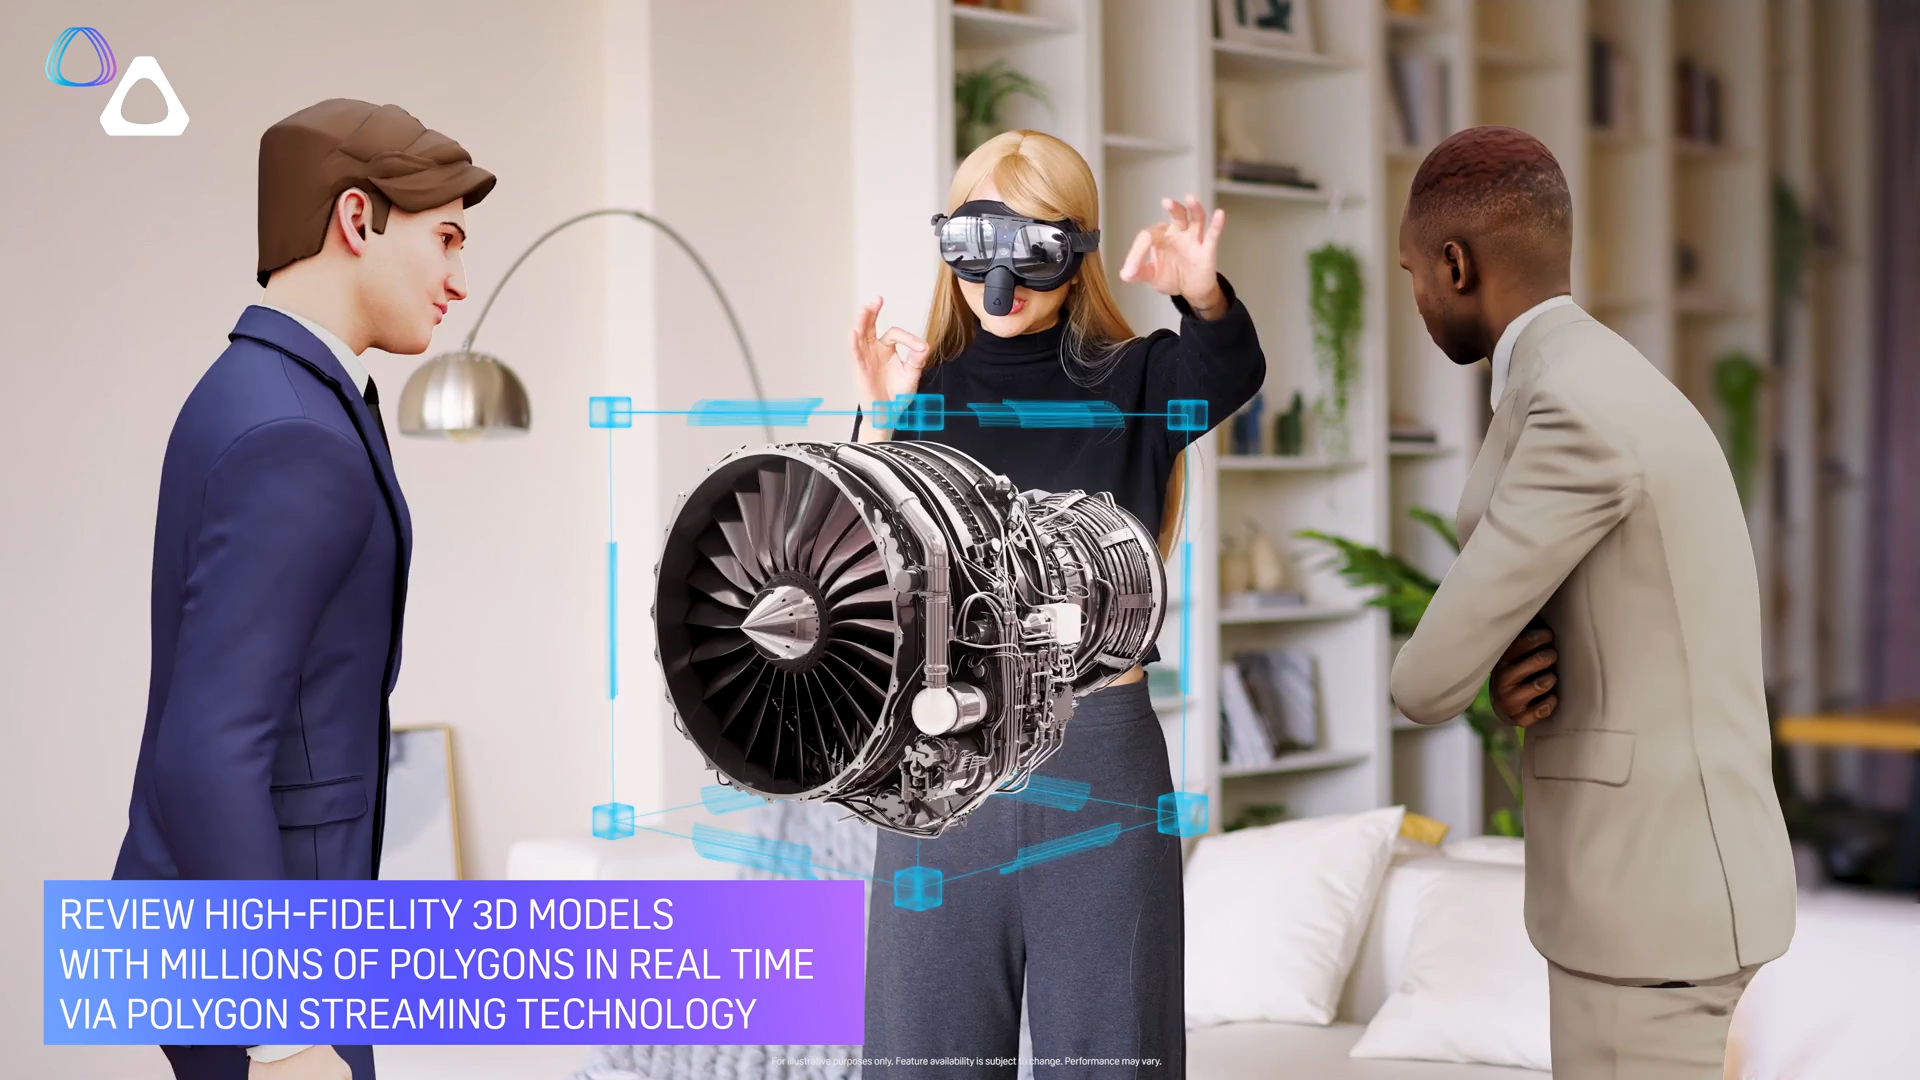 REVIEW HIGH-FIDELITY 3D MODELS
WITH MILLIONS OF POLYGONS IN REAL TIME
VIA POLYGON STREAMING TECHNOLOGY
For illustrative purposes only. Feature availability is subject to change. Performance may vary.